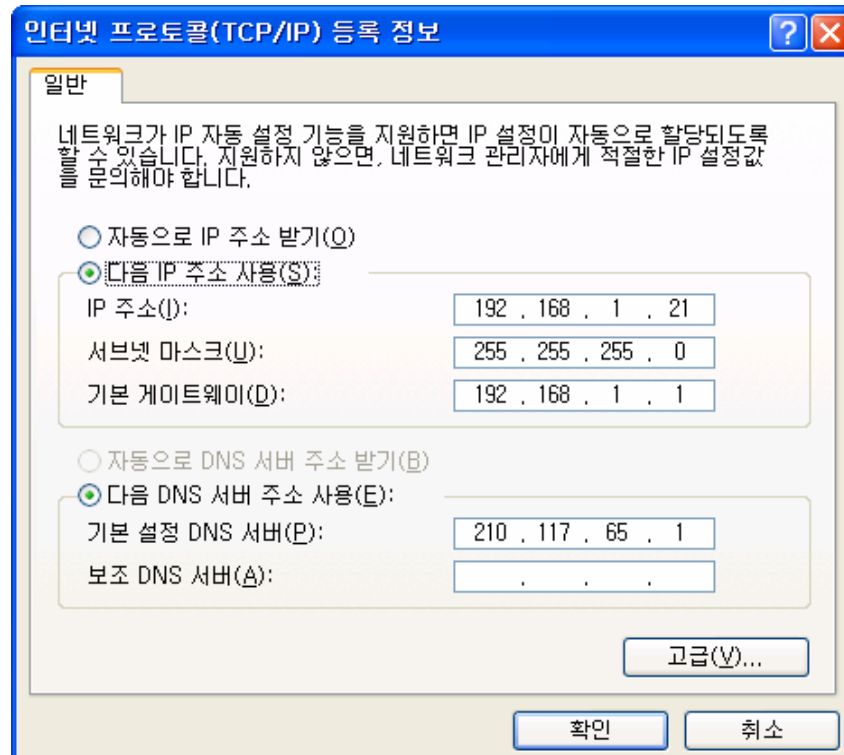 인터넷 프로토콜(TCP/IP) 등록 정보
일반
네트워크가 IP 자동 설정 기능을 지원하면 IP 설정이 자동으로 할당되도록
할 수 있습니다. 지원하지 않으면, 네트워크 관리자에게 적절한 IP 설정값
을 문의해야 합니다.
자동으로 IP 주소 받기(O)
다음 IP 주소 사용(S):
IP 주소(I): 192 . 168 . 1 . 21
서브넷 마스크(U): 255 . 255 . 255 . 0
기본 게이트웨이(D): 192 . 168 . 1 . 1
자동으로 DNS 서버 주소 받기(B)
다음 DNS 서버 주소 사용(E):
기본 설정 DNS 서버(P): 210 . 117 . 65 . 1
보조 DNS 서버(A): . . .
고급(V)...
확인 취소